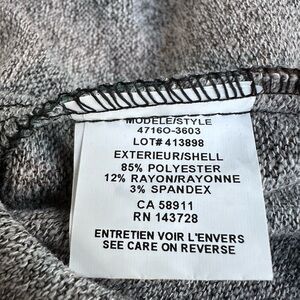 MODELE/STYLE
4716O-3603
LOT# 413898
EXTERIEUR/SHELL
85% POLYESTER
12% RAYON/RAYONNE
3% SPANDEX
CA 58911
RN 143728
ENTRETIEN VOIR L'ENVERS
SEE CARE ON REVERSE